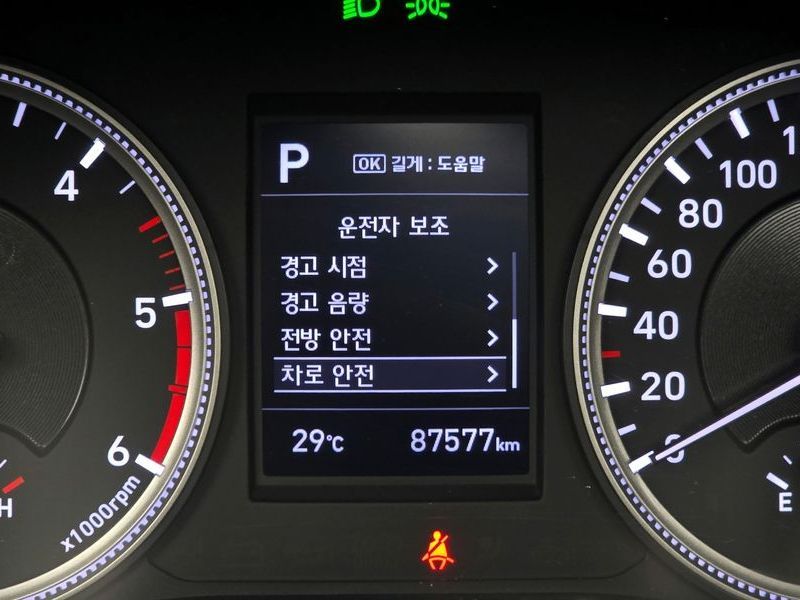 P
OK 길게 : 도움말
운전자 보조
경고 시점
경고 음량
전방 안전
차로 안전
29°C
87577km
4
5
6
x1000rpm
H
100
80
60
40
20
0
E